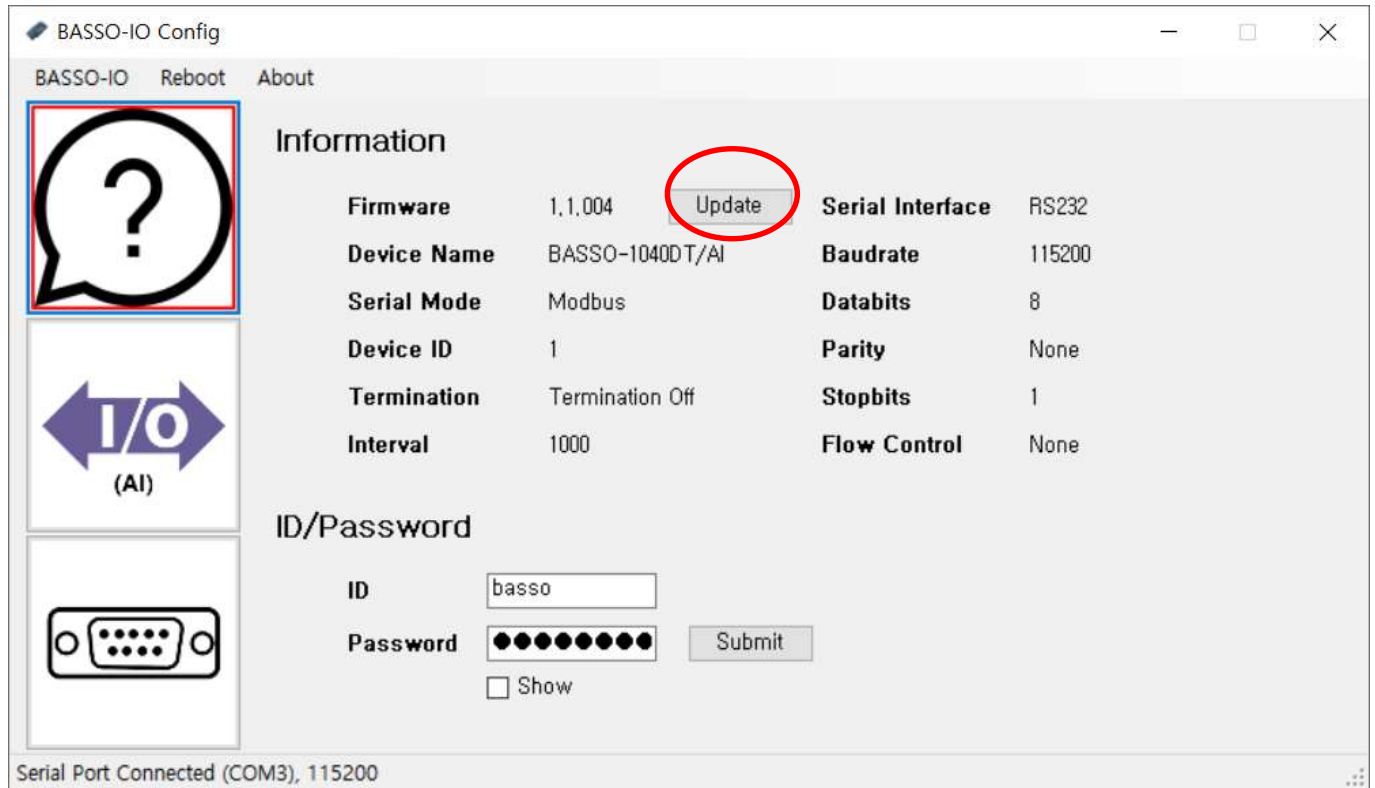 BASSO-IO Config
BASSO-IO Reboot About
Information
Firmware 1,1,004 Update Serial Interface RS232
Device Name BASSO-1040DT/AI Baudrate 115200
Serial Mode Modbus Databits 8
Device ID 1 Parity None
Termination Termination Off Stopbits 1
Interval 1000 Flow Control None
I/O
(AI)
ID/Password
ID basso
Password ●●●●●●●● Submit
Show
Serial Port Connected (COM3), 115200